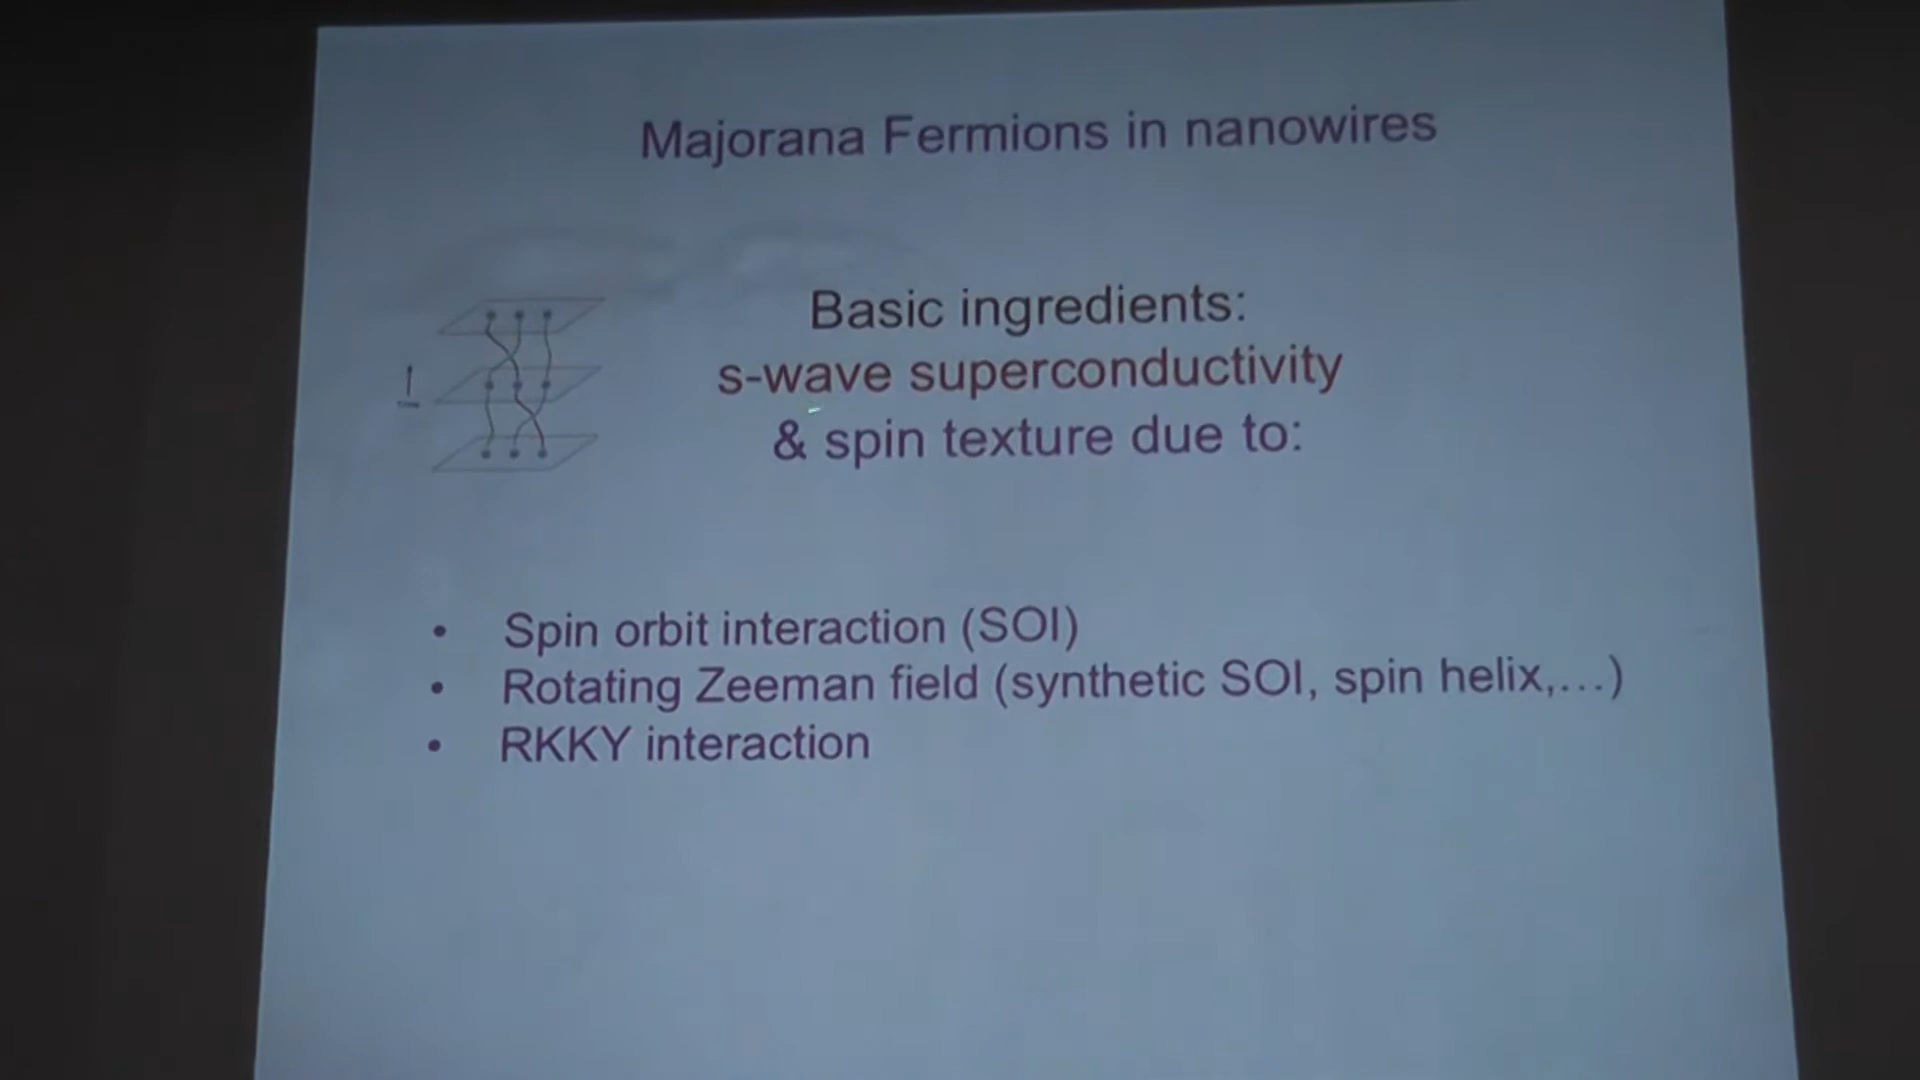 Majorana Fermions in nanowires
Basic ingredients:
s-wave superconductivity
& spin texture due to:
• Spin orbit interaction (SOI)
• Rotating Zeeman field (synthetic SOI, spin helix,...)
• RKKY interaction